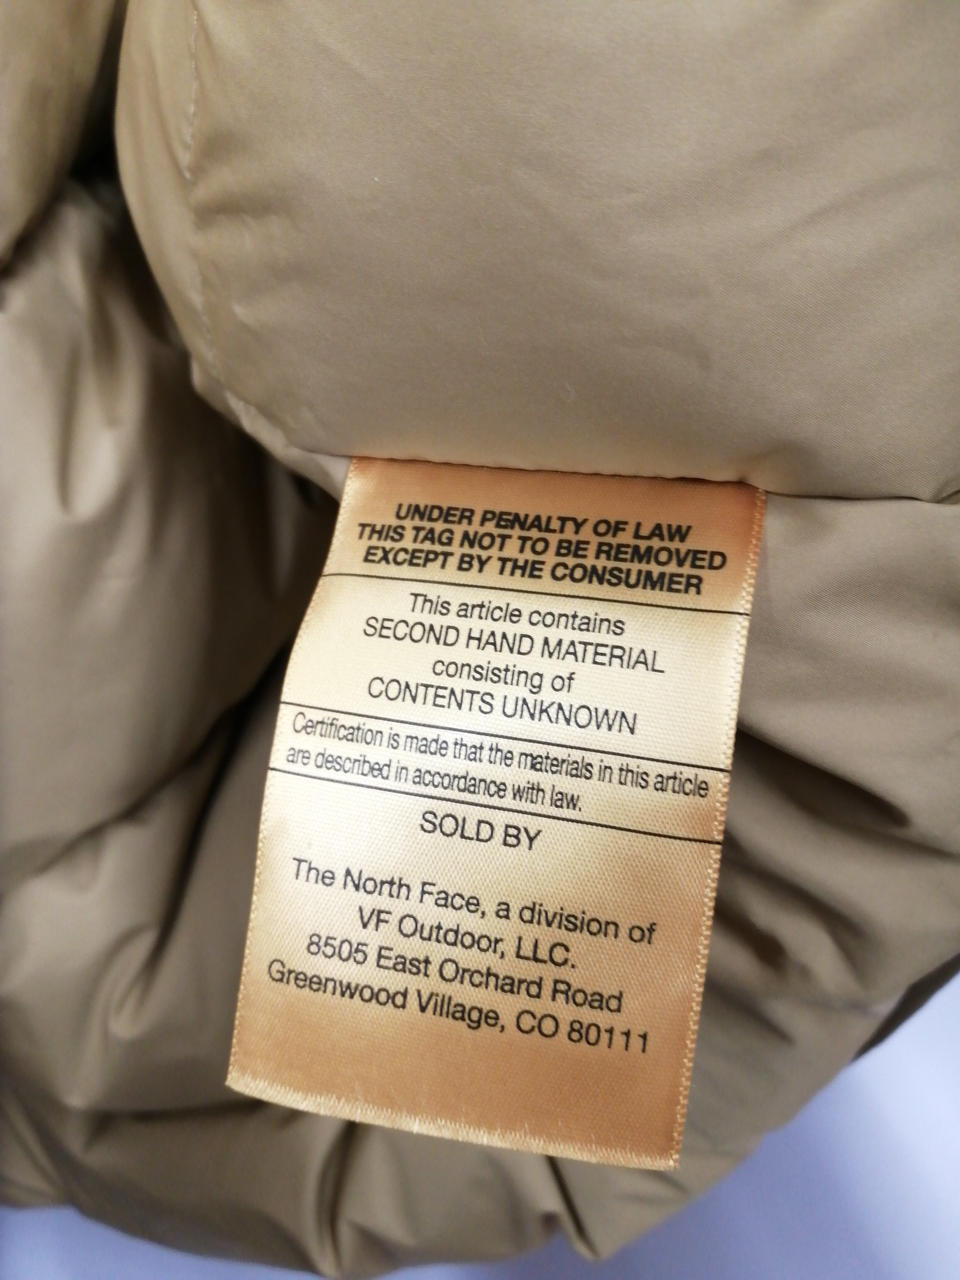 UNDER PENALTY OF LAW
THIS TAG NOT TO BE REMOVED
EXCEPT BY THE CONSUMER
This article contains
SECOND HAND MATERIAL
consisting of
CONTENTS UNKNOWN
Certification is made that the materials in this article
are described in accordance with law.
SOLD BY
The North Face, a division of
VF Outdoor, LLC.
8505 East Orchard Road
Greenwood Village, CO 80111